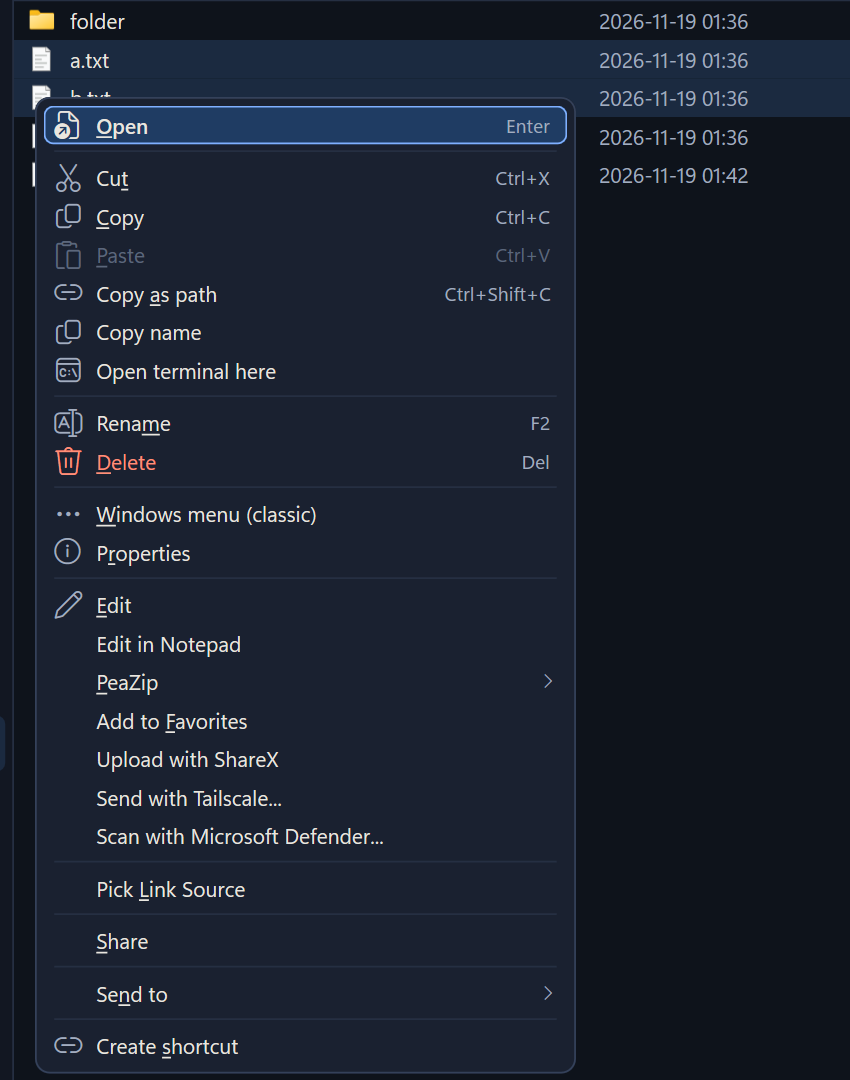 folder 2026-11-19 01:36
a.txt 2026-11-19 01:36
b.txt 2026-11-19 01:36
2026-11-19 01:36
2026-11-19 01:42
Open Enter
Cut Ctrl+X
Copy Ctrl+C
Paste Ctrl+V
Copy as path Ctrl+Shift+C
Copy name
Open terminal here
Rename F2
Delete Del
Windows menu (classic)
Properties
Edit
Edit in Notepad
PeaZip
Add to Favorites
Upload with ShareX
Send with Tailscale...
Scan with Microsoft Defender...
Pick Link Source
Share
Send to
Create shortcut